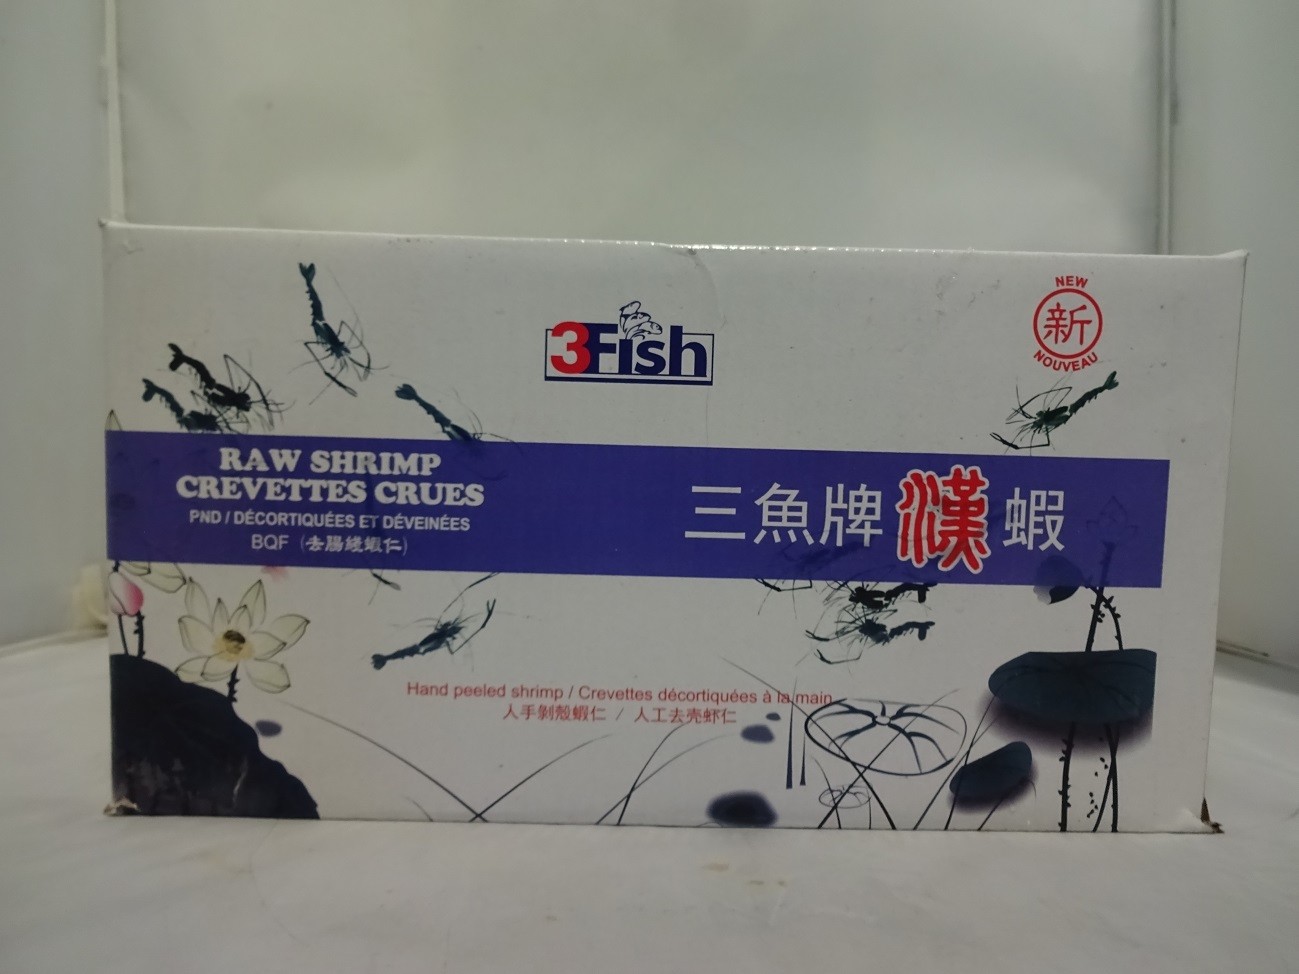 3Fish
NEW
新
NOUVEAU
RAW SHRIMP
CREVETTES CRUES
PND / DÉCORTIQUÉES ET DÉVEINÉES
BQF (去腸綫蝦仁)
三魚牌漢蝦
Hand peeled shrimp / Crevettes décortiquées à la main
人手剝殼蝦仁 / 人工去壳虾仁